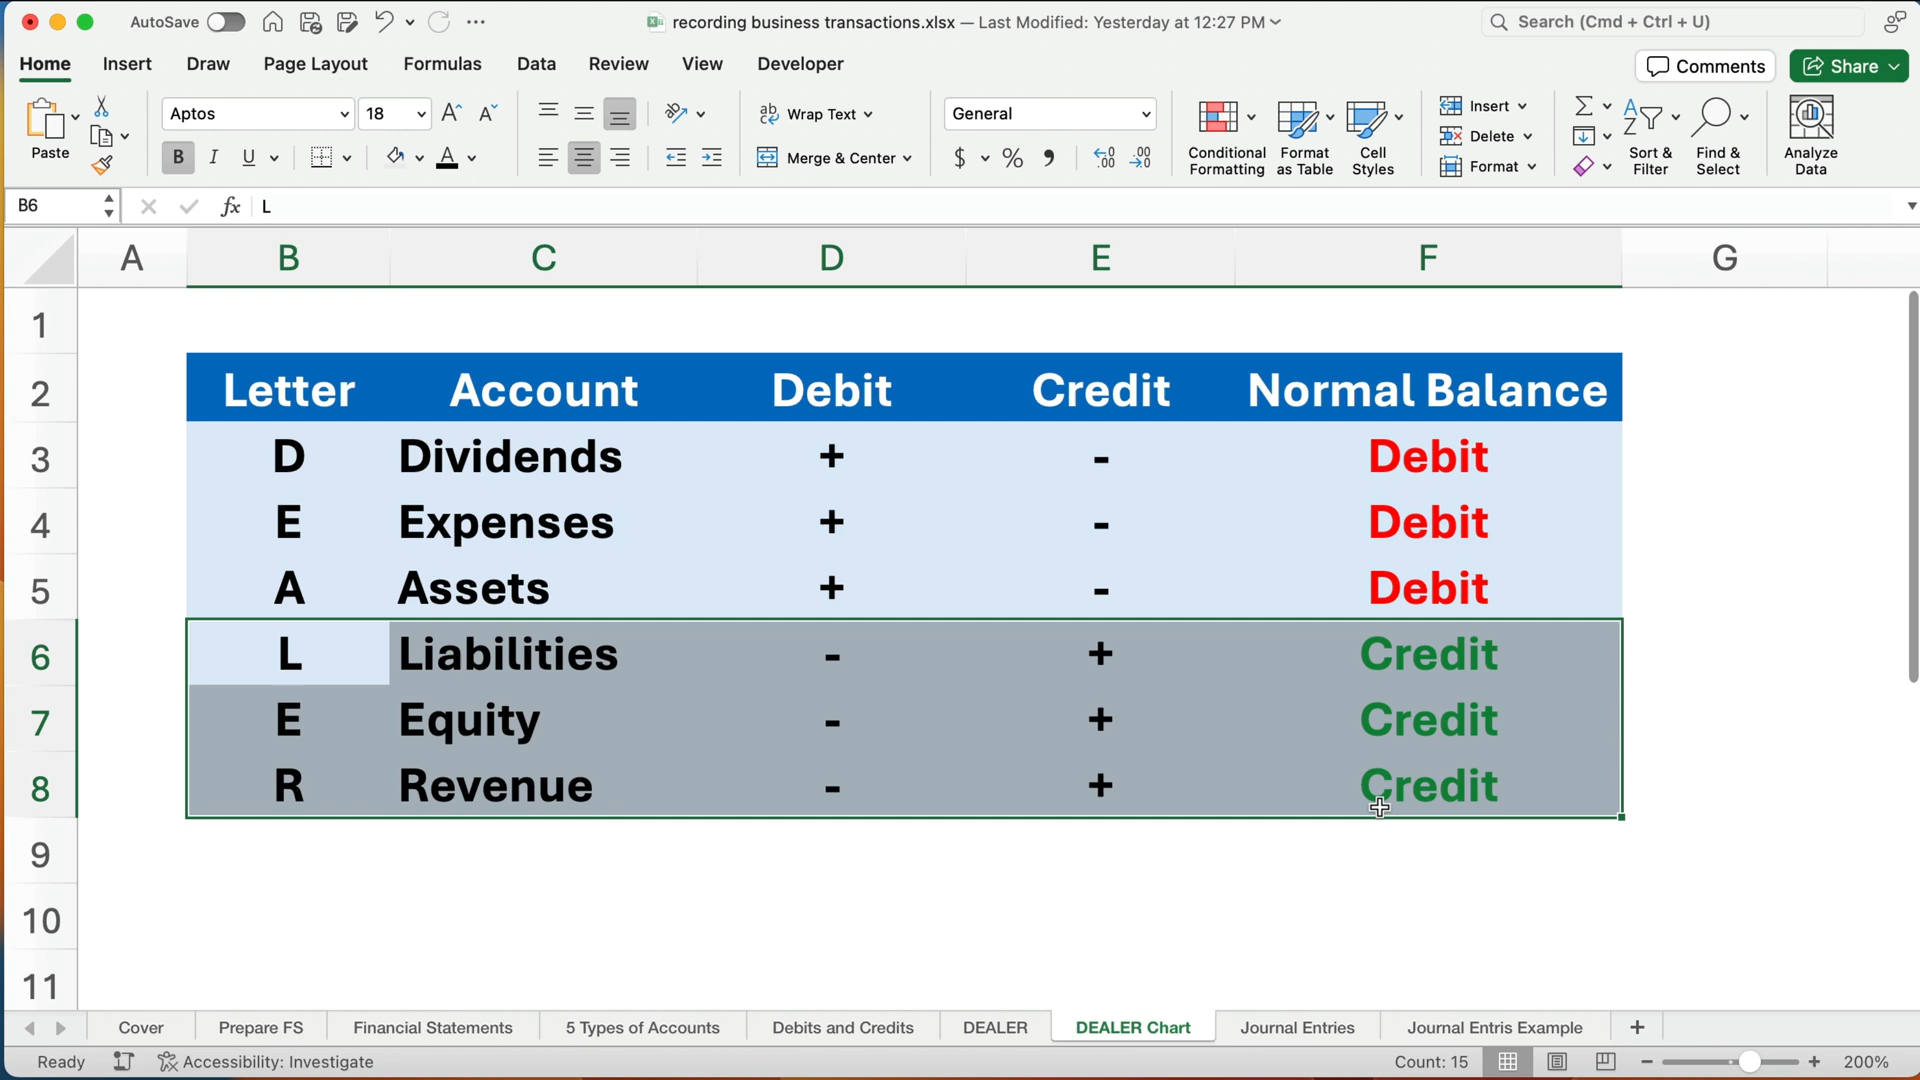 AutoSave
recording business transactions.xlsx — Last Modified: Yesterday at 12:27 PM
Search (Cmd + Ctrl + U)
Home Insert Draw Page Layout Formulas Data Review View Developer
Comments Share
Paste
Aptos 18
B I U A
ab Wrap Text
Merge & Center
General
$ % 9
.00 .0
Conditional Formatting
Format as Table
Cell Styles
Insert
Delete
Format
Sort & Filter
Find & Select
Analyze Data
B6 fx L
A B C D E F G
1
2 Letter Account Debit Credit Normal Balance
3 D Dividends + - Debit
4 E Expenses + - Debit
5 A Assets + - Debit
6 L Liabilities - + Credit
7 E Equity - + Credit
8 R Revenue - + Credit
9
10
11
Cover Prepare FS Financial Statements 5 Types of Accounts Debits and Credits DEALER DEALER Chart Journal Entries Journal Entris Example +
Ready Accessibility: Investigate Count: 15 - + 200%